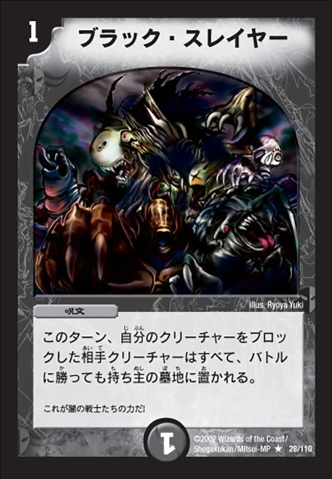 1
ブラック・スレイヤー
illus. Ryoya Yuki
呪文
このターン、自分のクリーチャーをブロック
した相手クリーチャーはすべて、バトル
に勝っても持ち主の墓地に置かれる。
これが闇の戦士たちの力だ!
1
©2002 Wizards of the Coast/
Shogakukan/Mitsui-MP ★ 28/110